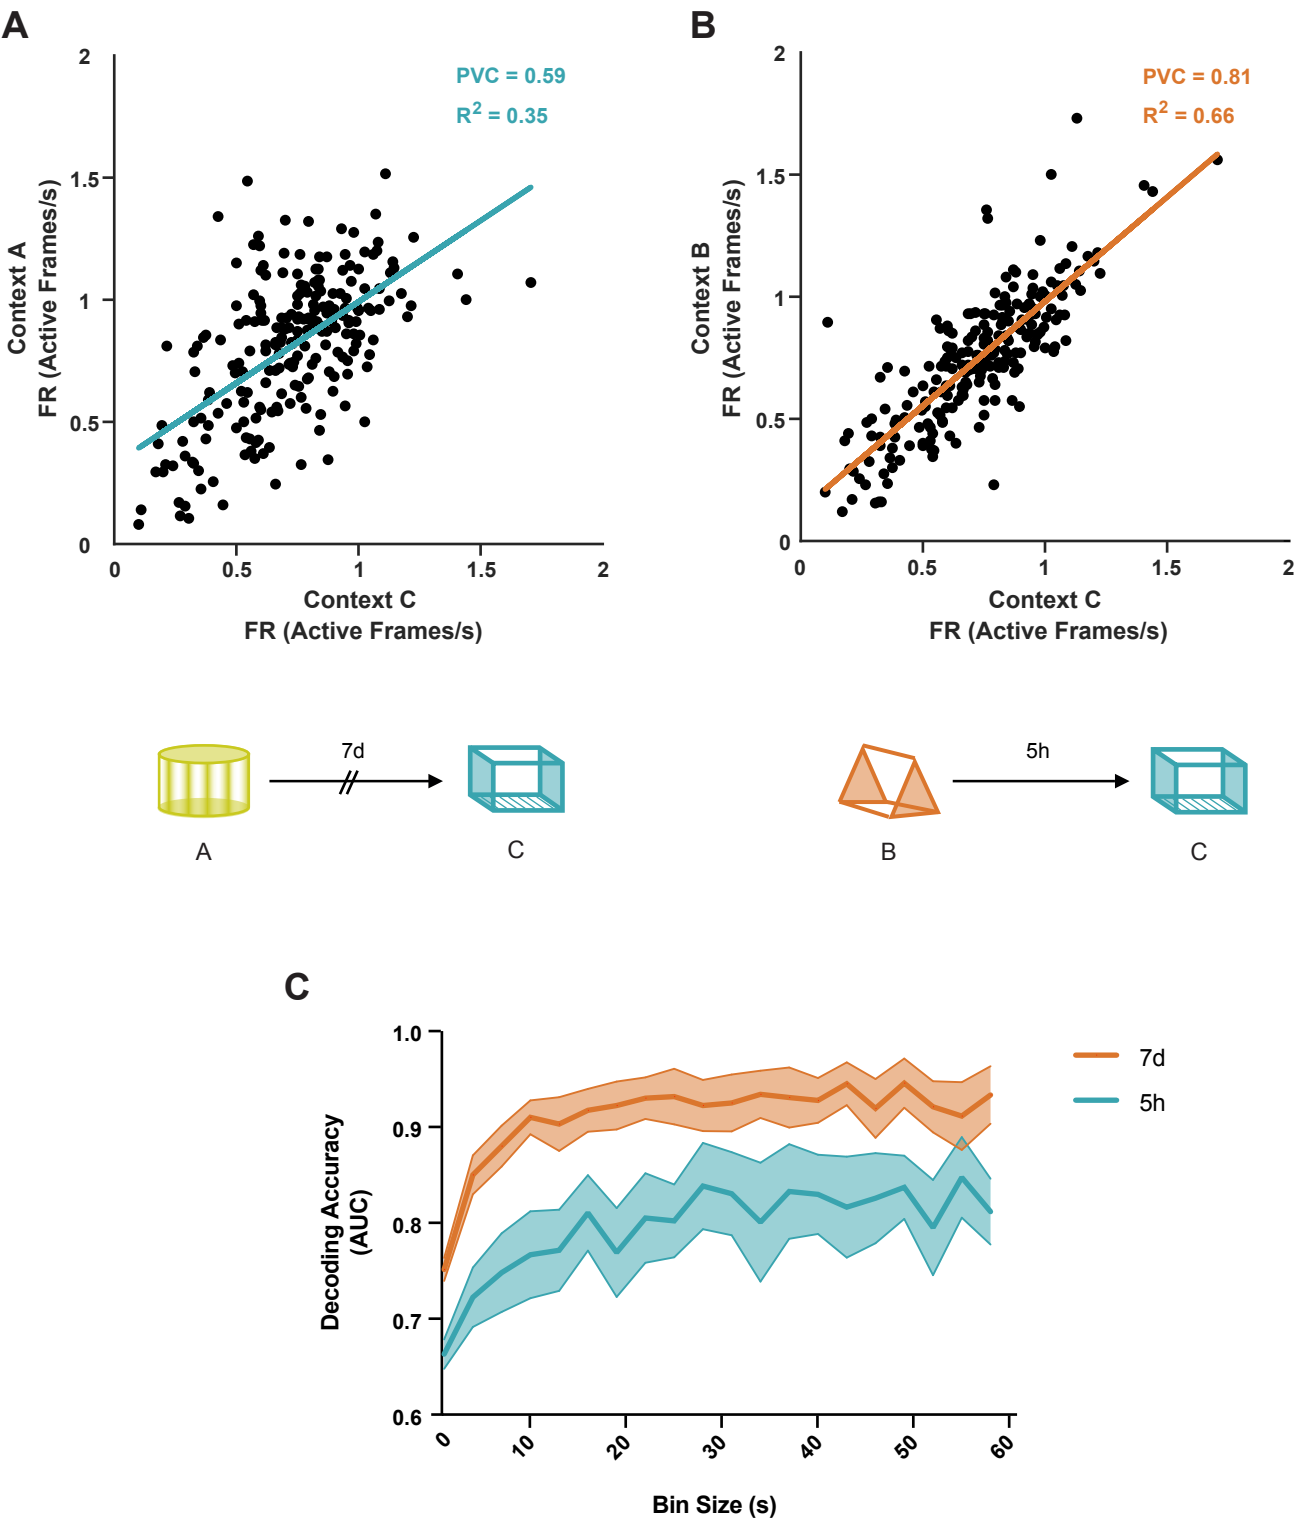 A
PVC = 0.59
R² = 0.35
Context A
FR (Active Frames/s)
2
1.5
1
0.5
0
0
0.5
1
1.5
2
Context C
FR (Active Frames/s)
B
PVC = 0.81
R² = 0.66
Context B
FR (Active Frames/s)
2
1.5
1
0.5
0
0
0.5
1
1.5
2
Context C
FR (Active Frames/s)
7d
A
C
5h
B
C
C
Decoding Accuracy
(AUC)
1.0
0.9
0.8
0.7
0.6
0
10
20
30
40
50
60
Bin Size (s)
7d
5h